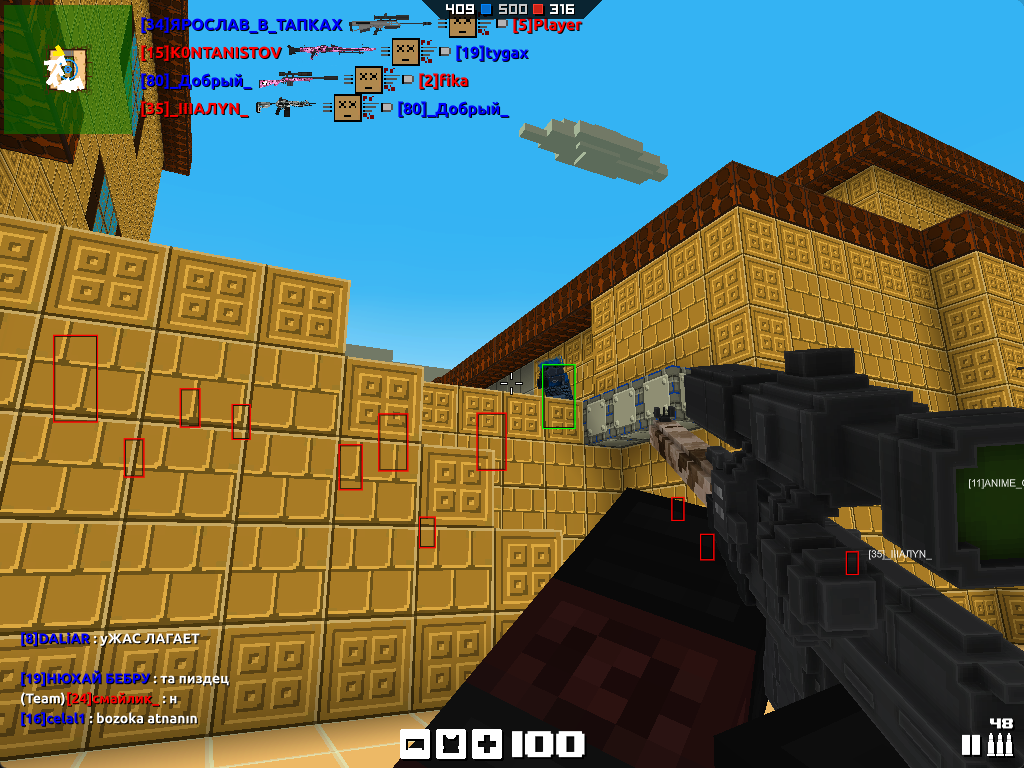 409 500 316
[34]ЯРОСЛАВ_В_ТАПКАХ [5]Player
[15]K0NTANISTOV [19]tygax
[80]_Добрый_ [2]fika
[35]_IIIАЛУN_ [80]_Добрый_
[11]ANIME_
[35]_IIIАЛУN_
[8]DALIAR : уЖАС ЛАГАЕТ
[19]НЮХАЙ БЕБРУ : та пиздец
(Team)[24]смайлик_ : н
[16]celal1 : bozoka atnanın
100
48